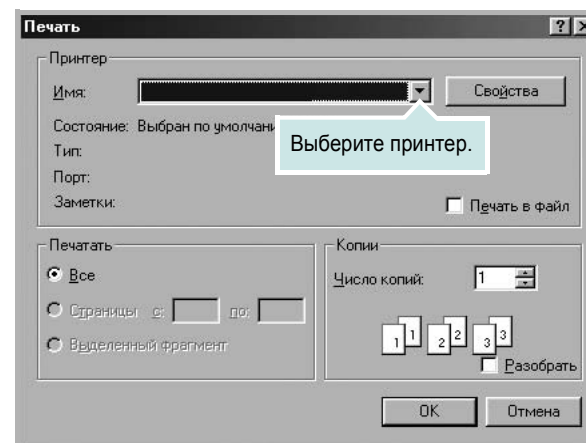 Печать
Принтер
Имя:
Свойства
Состояние: Выбран по умолчани
Выберите принтер.
Тип:
Порт:
Заметки:
Печать в файл
Печатать
Все
Страницы с: по:
Выделенный фрагмент
Копии
Число копий: 1
1 1 2 2 3 3
Разобрать
OK
Отмена